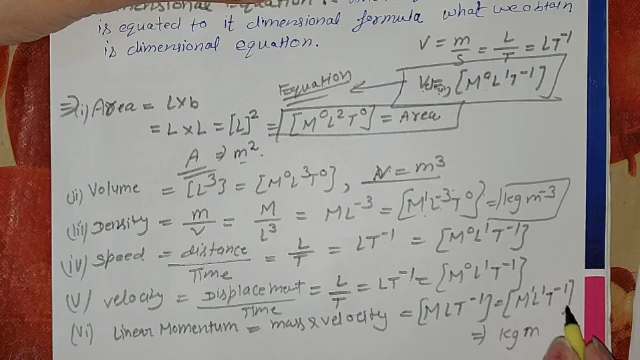 is equated to it dimensional formula what we obtain
is dimensional equation.
V = m/s = L/T = LT⁻¹
Equation
[M⁰L¹T⁻¹]
⇒(i) Area = l×b
= L×L = [L]² ⇒ [M⁰L²T⁰] = Area
A ⇒ m².
(ii) Volume = [L³] = [M⁰L³T⁰], V = m³
(iii) Density = m/v = M/L³ = ML⁻³ = [M¹L⁻³T⁰] = kg m⁻³
(iv) Speed = distance/Time = L/T = LT⁻¹ = [M⁰L¹T⁻¹]
(v) velocity = Displacement/Time = L/T = LT⁻¹ = [M⁰L¹T⁻¹]
(vi) Linear Momentum = mass × velocity = [MLT⁻¹] = [M¹L¹T⁻¹]
⇒ kg m